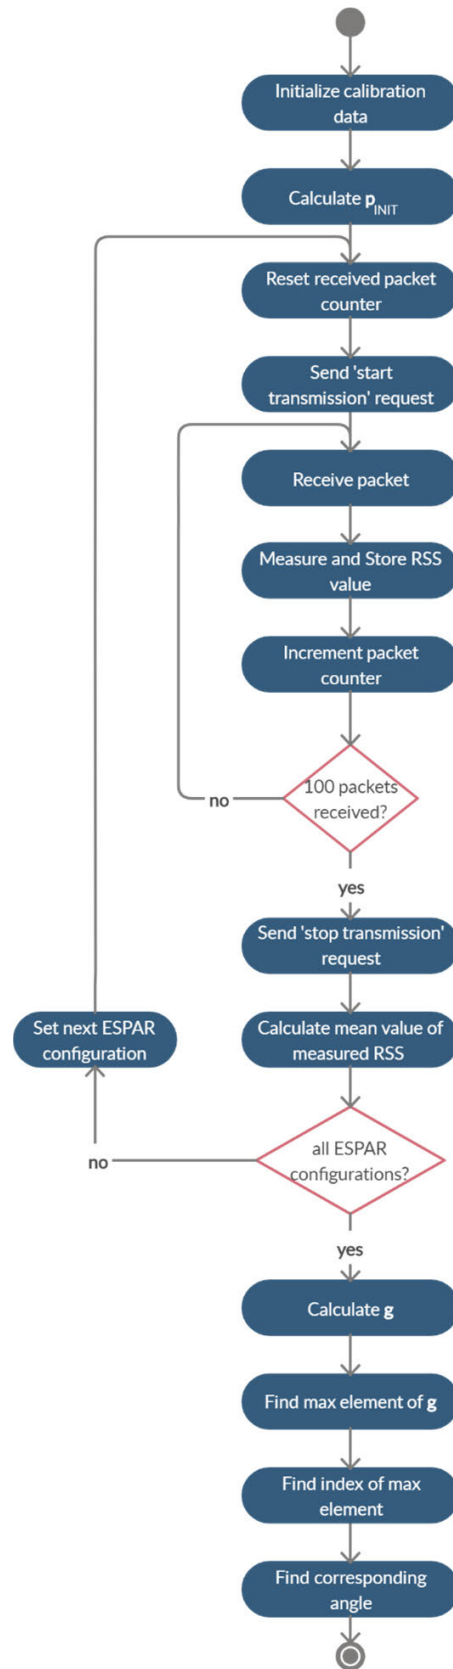 Initialize calibration
data
Calculate p_INIT
Reset received packet
counter
Send 'start
transmission' request
Receive packet
Measure and Store RSS
value
Increment packet
counter
100 packets
received?
no
yes
Send 'stop transmission'
request
Set next ESPAR
configuration
Calculate mean value of
measured RSS
all ESPAR
configurations?
no
yes
Calculate g
Find max element of g
Find index of max
element
Find corresponding
angle